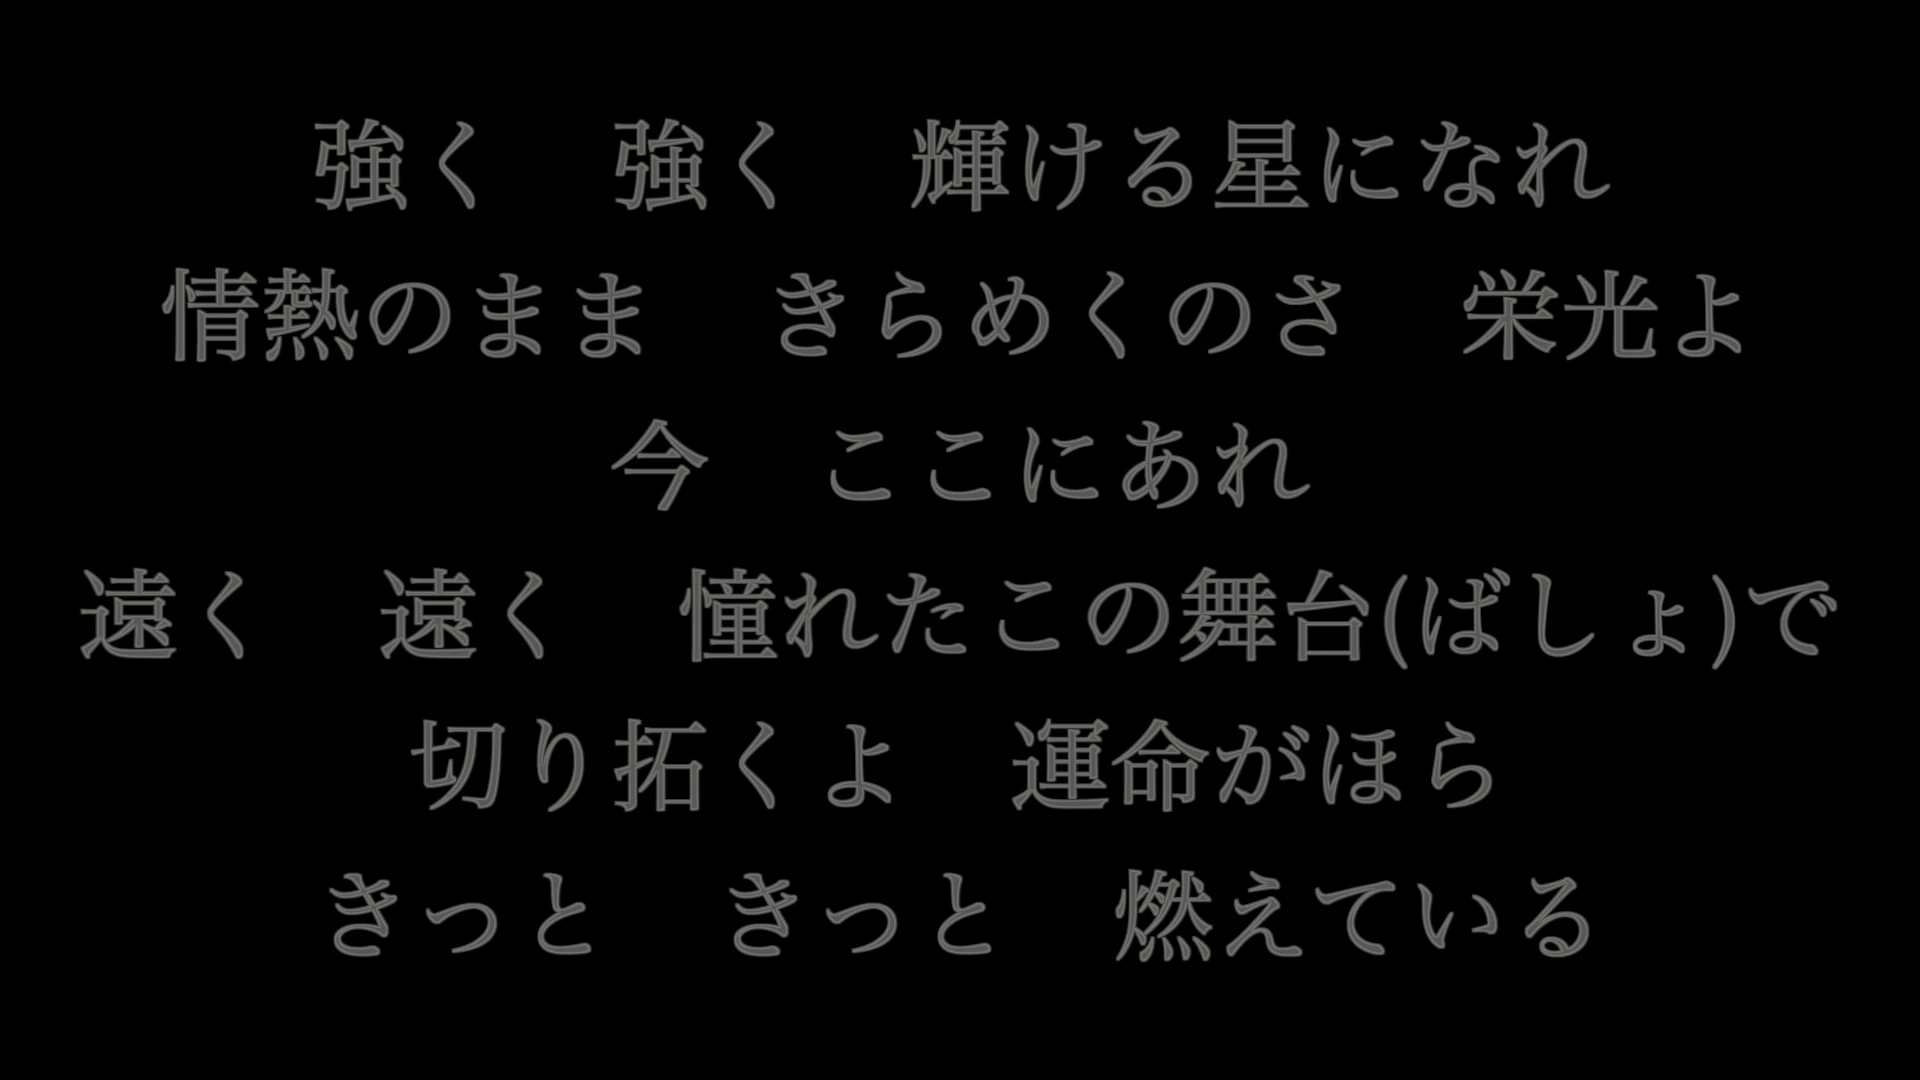 強く　強く　輝ける星になれ
情熱のまま　きらめくのさ　栄光よ
今　ここにあれ
遠く　遠く　憧れたこの舞台(ばしょ)で
切り拓くよ　運命がほら
きっと　きっと　燃えている